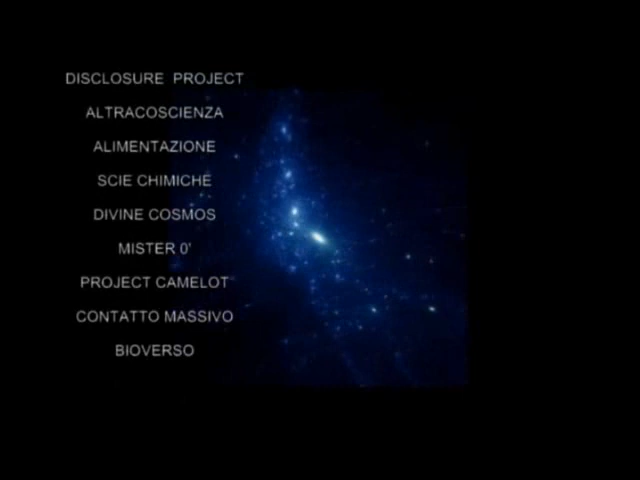 DISCLOSURE PROJECT
ALTRACOSCIENZA
ALIMENTAZIONE
SCIE CHIMICHE
DIVINE COSMOS
MISTER 0'
PROJECT CAMELOT
CONTATTO MASSIVO
BIOVERSO